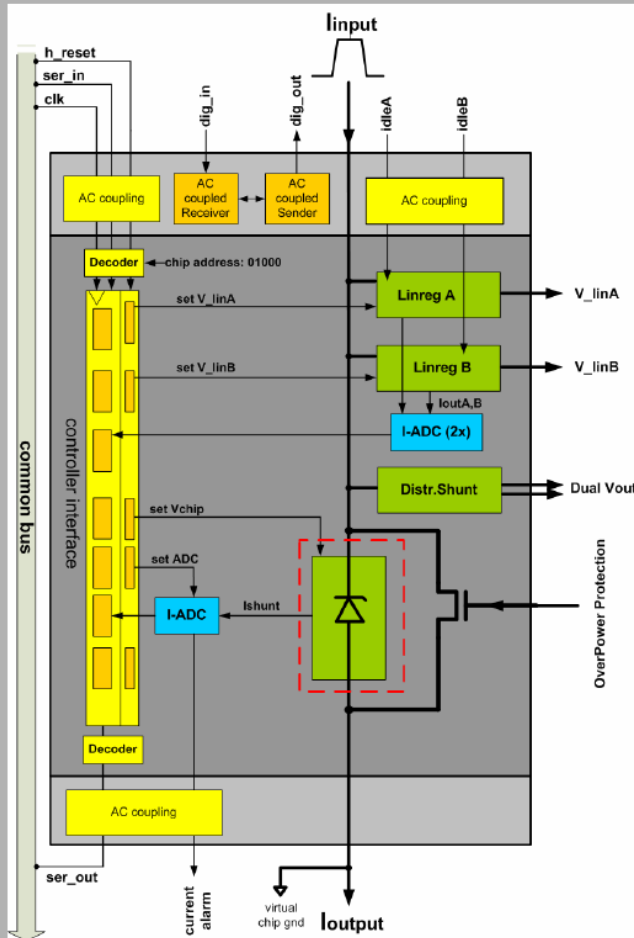 Iinput
h_reset
ser_in
clk
dig_in
dig_out
idleA
idleB
AC coupling
AC
coupled
Receiver
AC
coupled
Sender
AC coupling
Decoder
chip address: 01000
set V_linA
Linreg A
V_linA
set V_linB
Linreg B
V_linB
IoutA,B
I-ADC (2x)
controller interface
common bus
Distr.Shunt
Dual Vout
set Vchip
set ADC
I-ADC
Ishunt
OverPower Protection
Decoder
AC coupling
ser_out
current
alarm
virtual
chip gnd
Ioutput